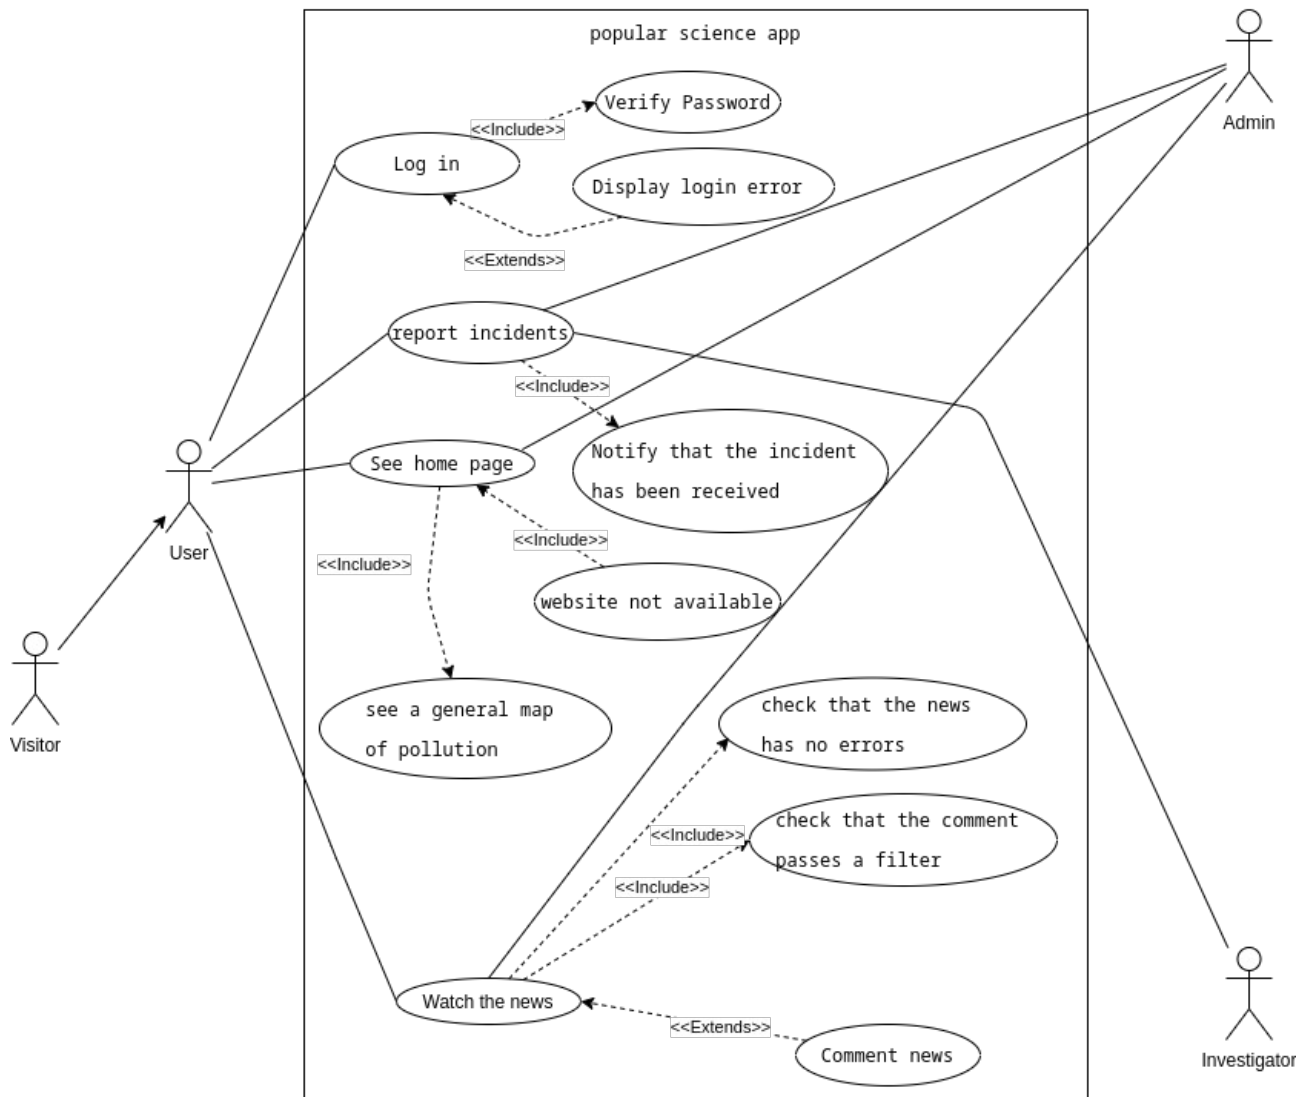 popular science app
Verify Password
<<Include>>
Log in
Display login error
<<Extends>>
Admin
report incidents
<<Include>>
Notify that the incident
has been received
See home page
<<Include>>
<<Include>>
User
website not available
see a general map
of pollution
Visitor
check that the news
has no errors
<<Include>>
check that the comment
passes a filter
<<Include>>
Watch the news
<<Extends>>
Comment news
Investigator